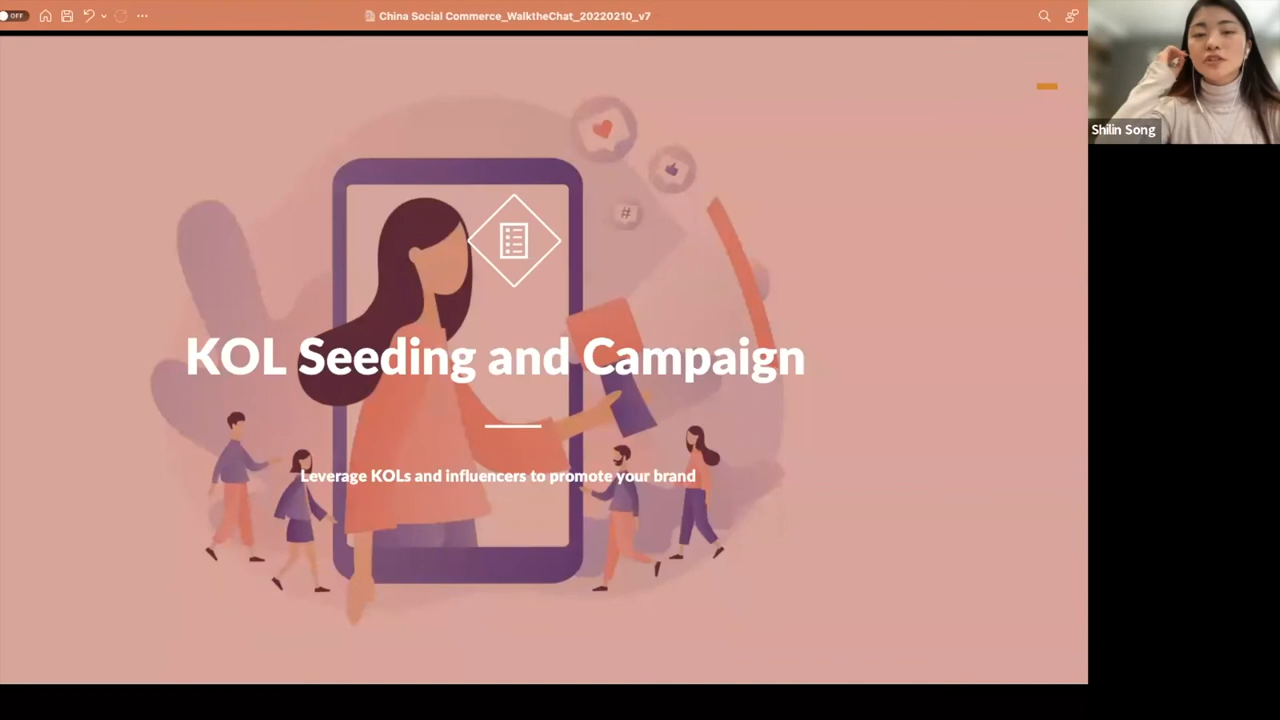 OFF
China Social Commerce_WalktheChat_20220210_v7
Shilin Song
#
KOL Seeding and Campaign
Leverage KOLs and influencers to promote your brand